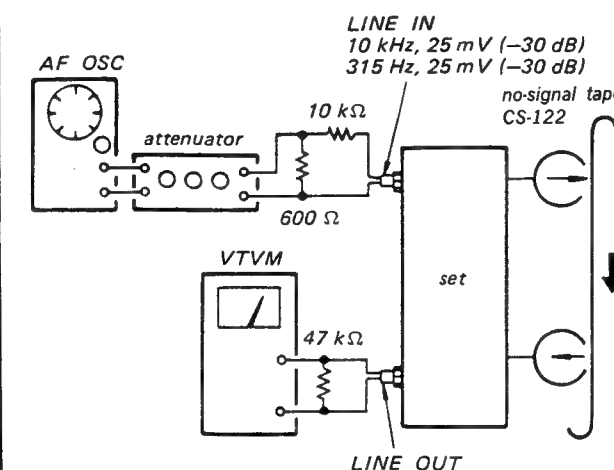 LINE IN
10 kHz, 25 mV (−30 dB)
315 Hz, 25 mV (−30 dB)
AF OSC
no-signal tap
CS-122
10 kΩ
attenuator
600 Ω
VTVM
set
47 kΩ
LINE OUT